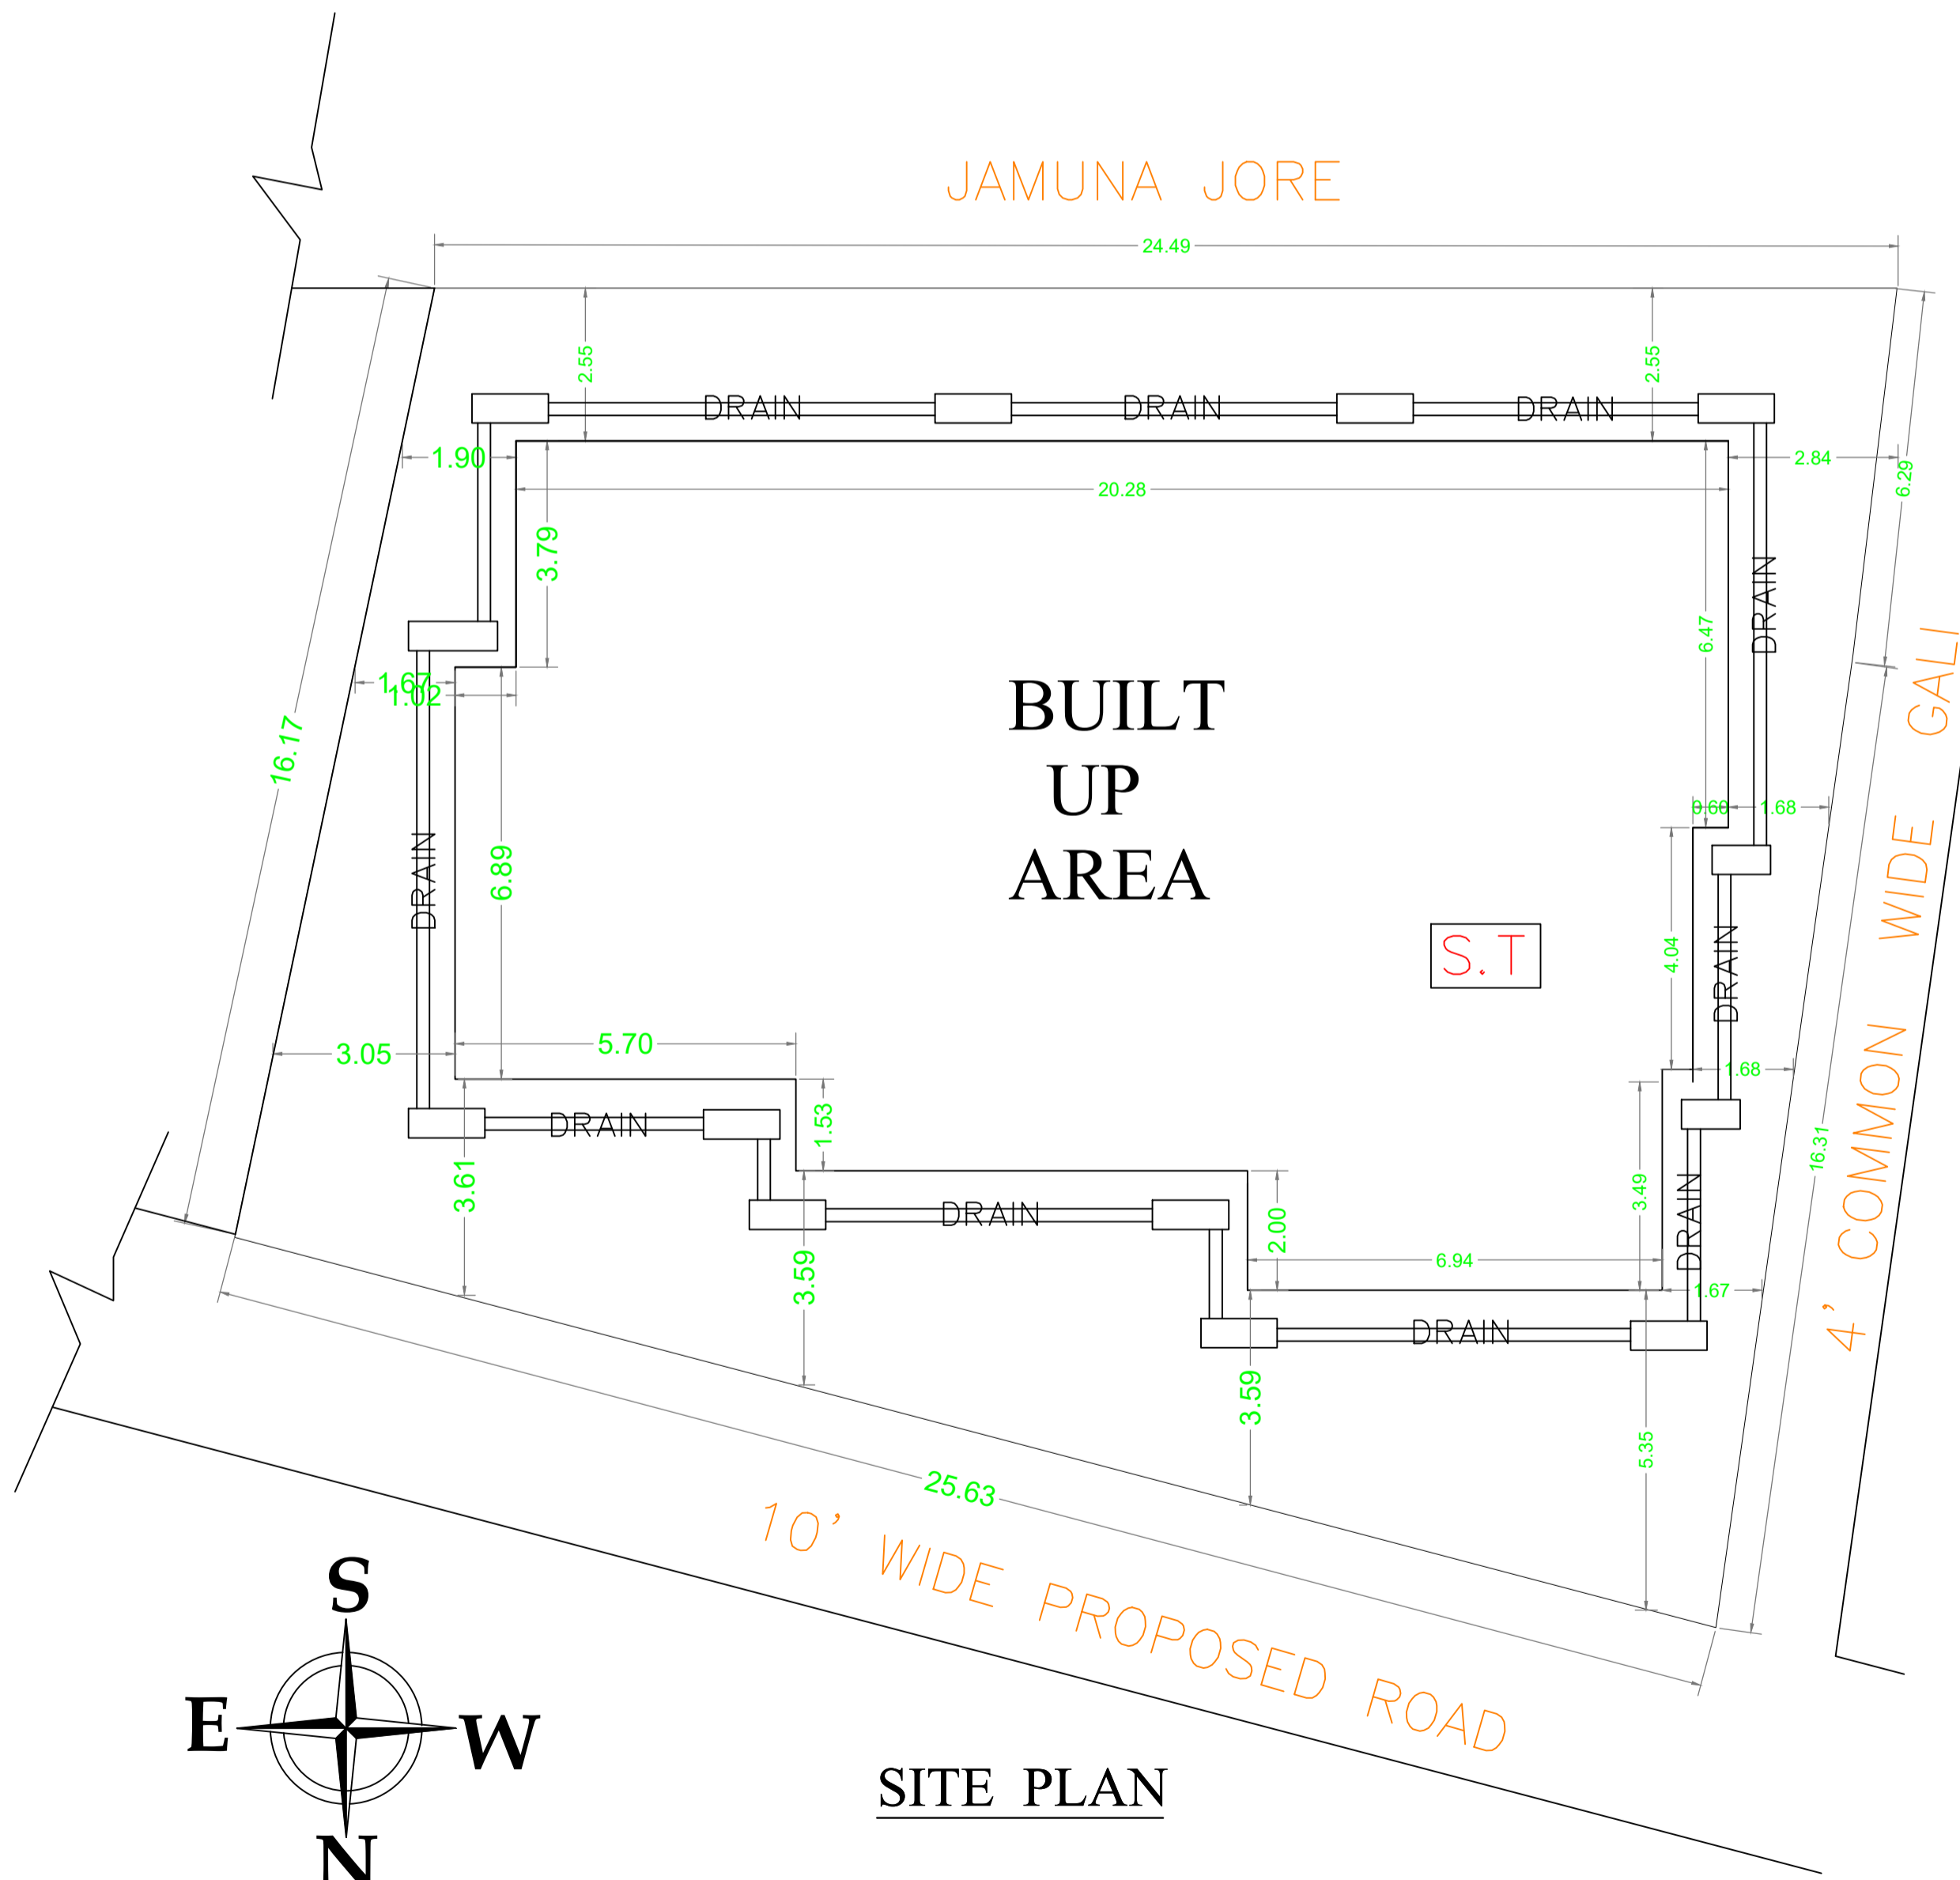 JAMUNA JORE
24.49
2.55
2.55
DRAIN
DRAIN
DRAIN
1.90
2.84
6.29
20.28
3.79
6.47
DRAIN
1.67
1.02
BUILT
UP
AREA
16.17
0.60
1.68
6.89
DRAIN
4.04
DRAIN
S.T
4' COMMON WIDE GALI
3.05
5.70
1.68
1.53
DRAIN
3.61
16.31
3.49
DRAIN
DRAIN
2.00
3.59
6.94
1.67
DRAIN
3.59
5.35
25.63
10' WIDE PROPOSED ROAD
S
E
W
N
SITE PLAN